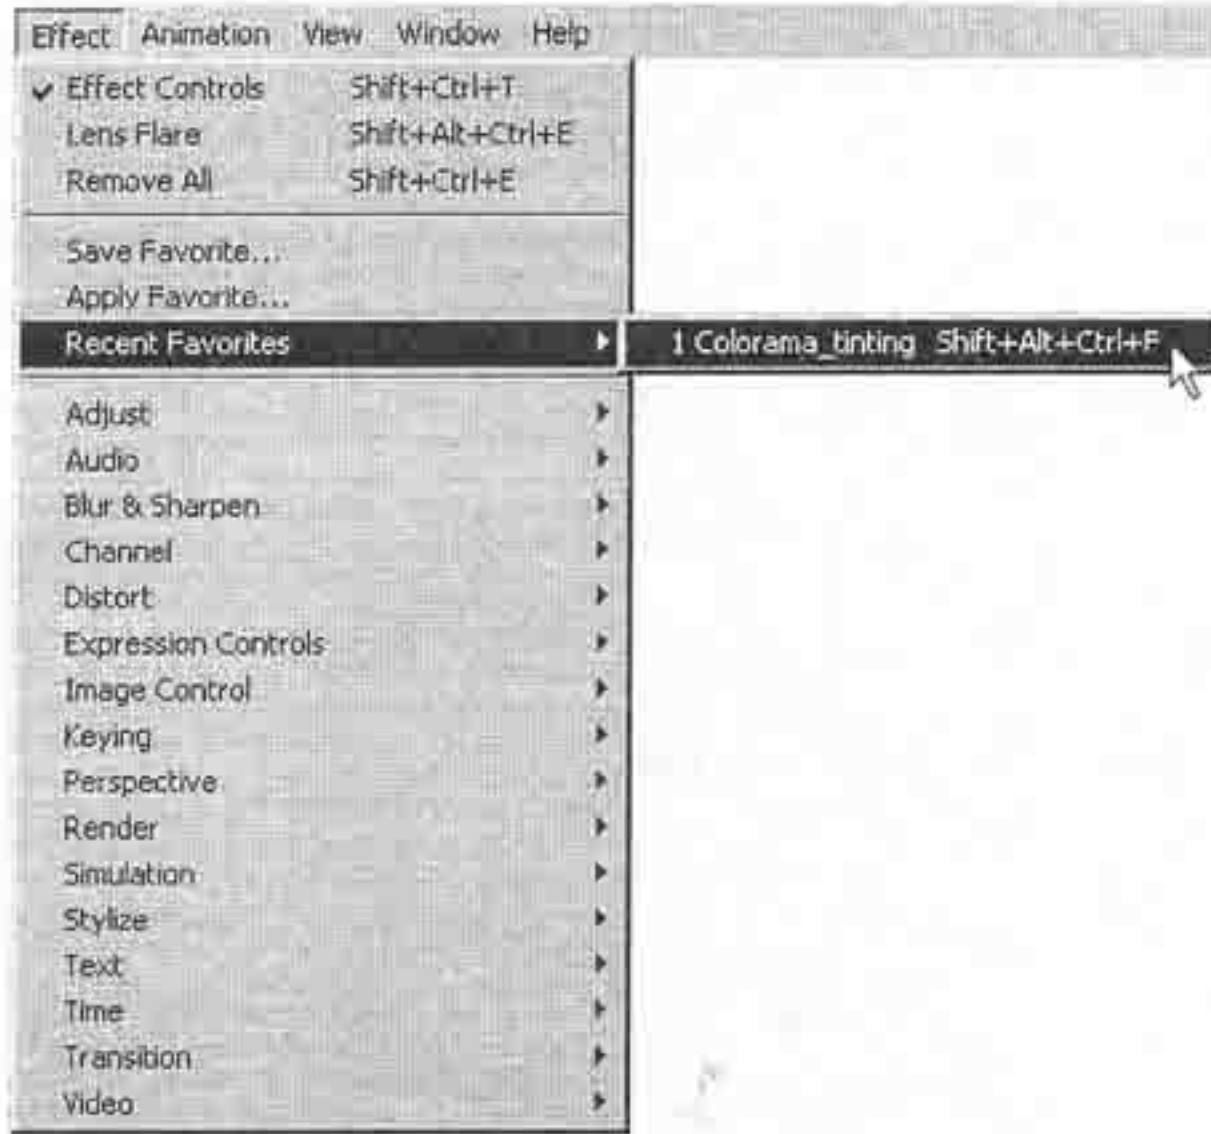 Effect Animation View Window Help
Effect Controls Shift+Ctrl+T
Lens Flare Shift+Alt+Ctrl+E
Remove All Shift+Ctrl+E
Save Favorite...
Apply Favorite...
Recent Favorites 1 Colorama_tinting Shift+Alt+Ctrl+F
Adjust
Audio
Blur & Sharpen
Channel
Distort
Expression Controls
Image Control
Keying
Perspective
Render
Simulation
Stylize
Text
Time
Transition
Video